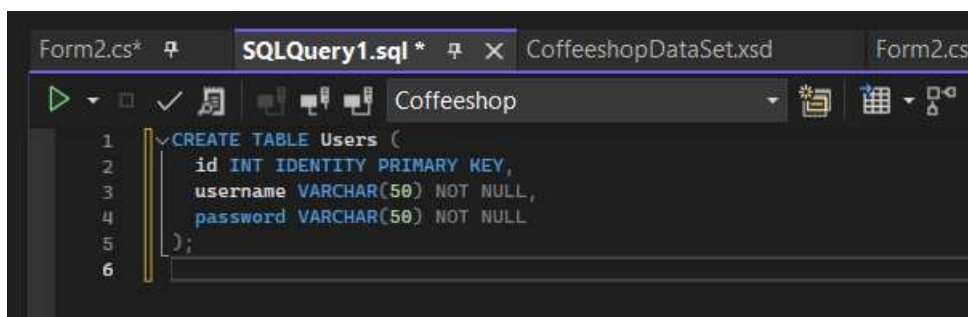 Form2.cs* SQLQuery1.sql * CoffeeshopDataSet.xsd Form2.cs
Coffeeshop
1 CREATE TABLE Users (
2 id INT IDENTITY PRIMARY KEY,
3 username VARCHAR(50) NOT NULL,
4 password VARCHAR(50) NOT NULL
5 );
6